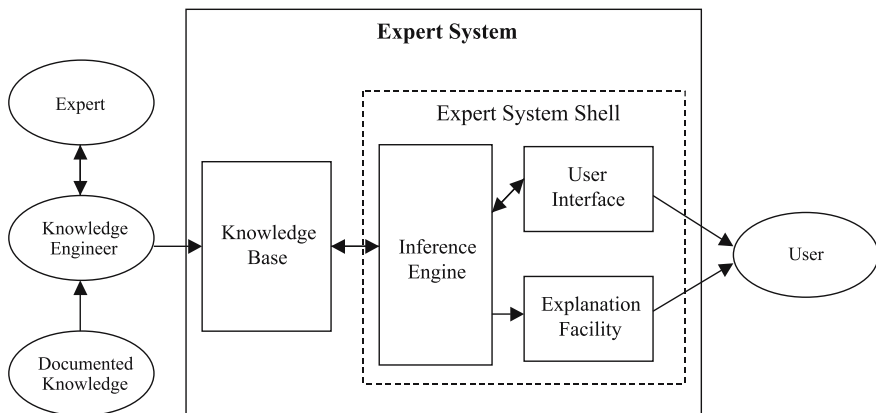 Expert System
Expert
Expert System Shell
User
Interface
Knowledge
Engineer
Knowledge
Base
Inference
Engine
User
Explanation
Facility
Documented
Knowledge